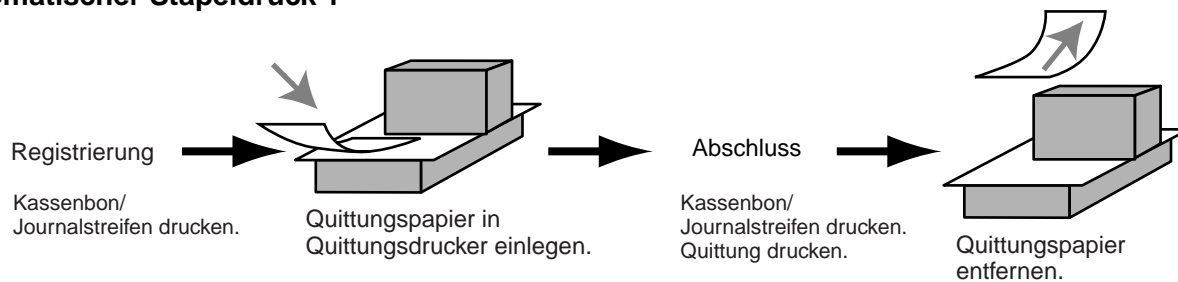 Registrierung
Kassenbon/
Journalstreifen drucken.
Quittungspapier in
Quittungsdrucker einlegen.
Abschluss
Kassenbon/
Journalstreifen drucken.
Quittung drucken.
Quittungspapier
entfernen.